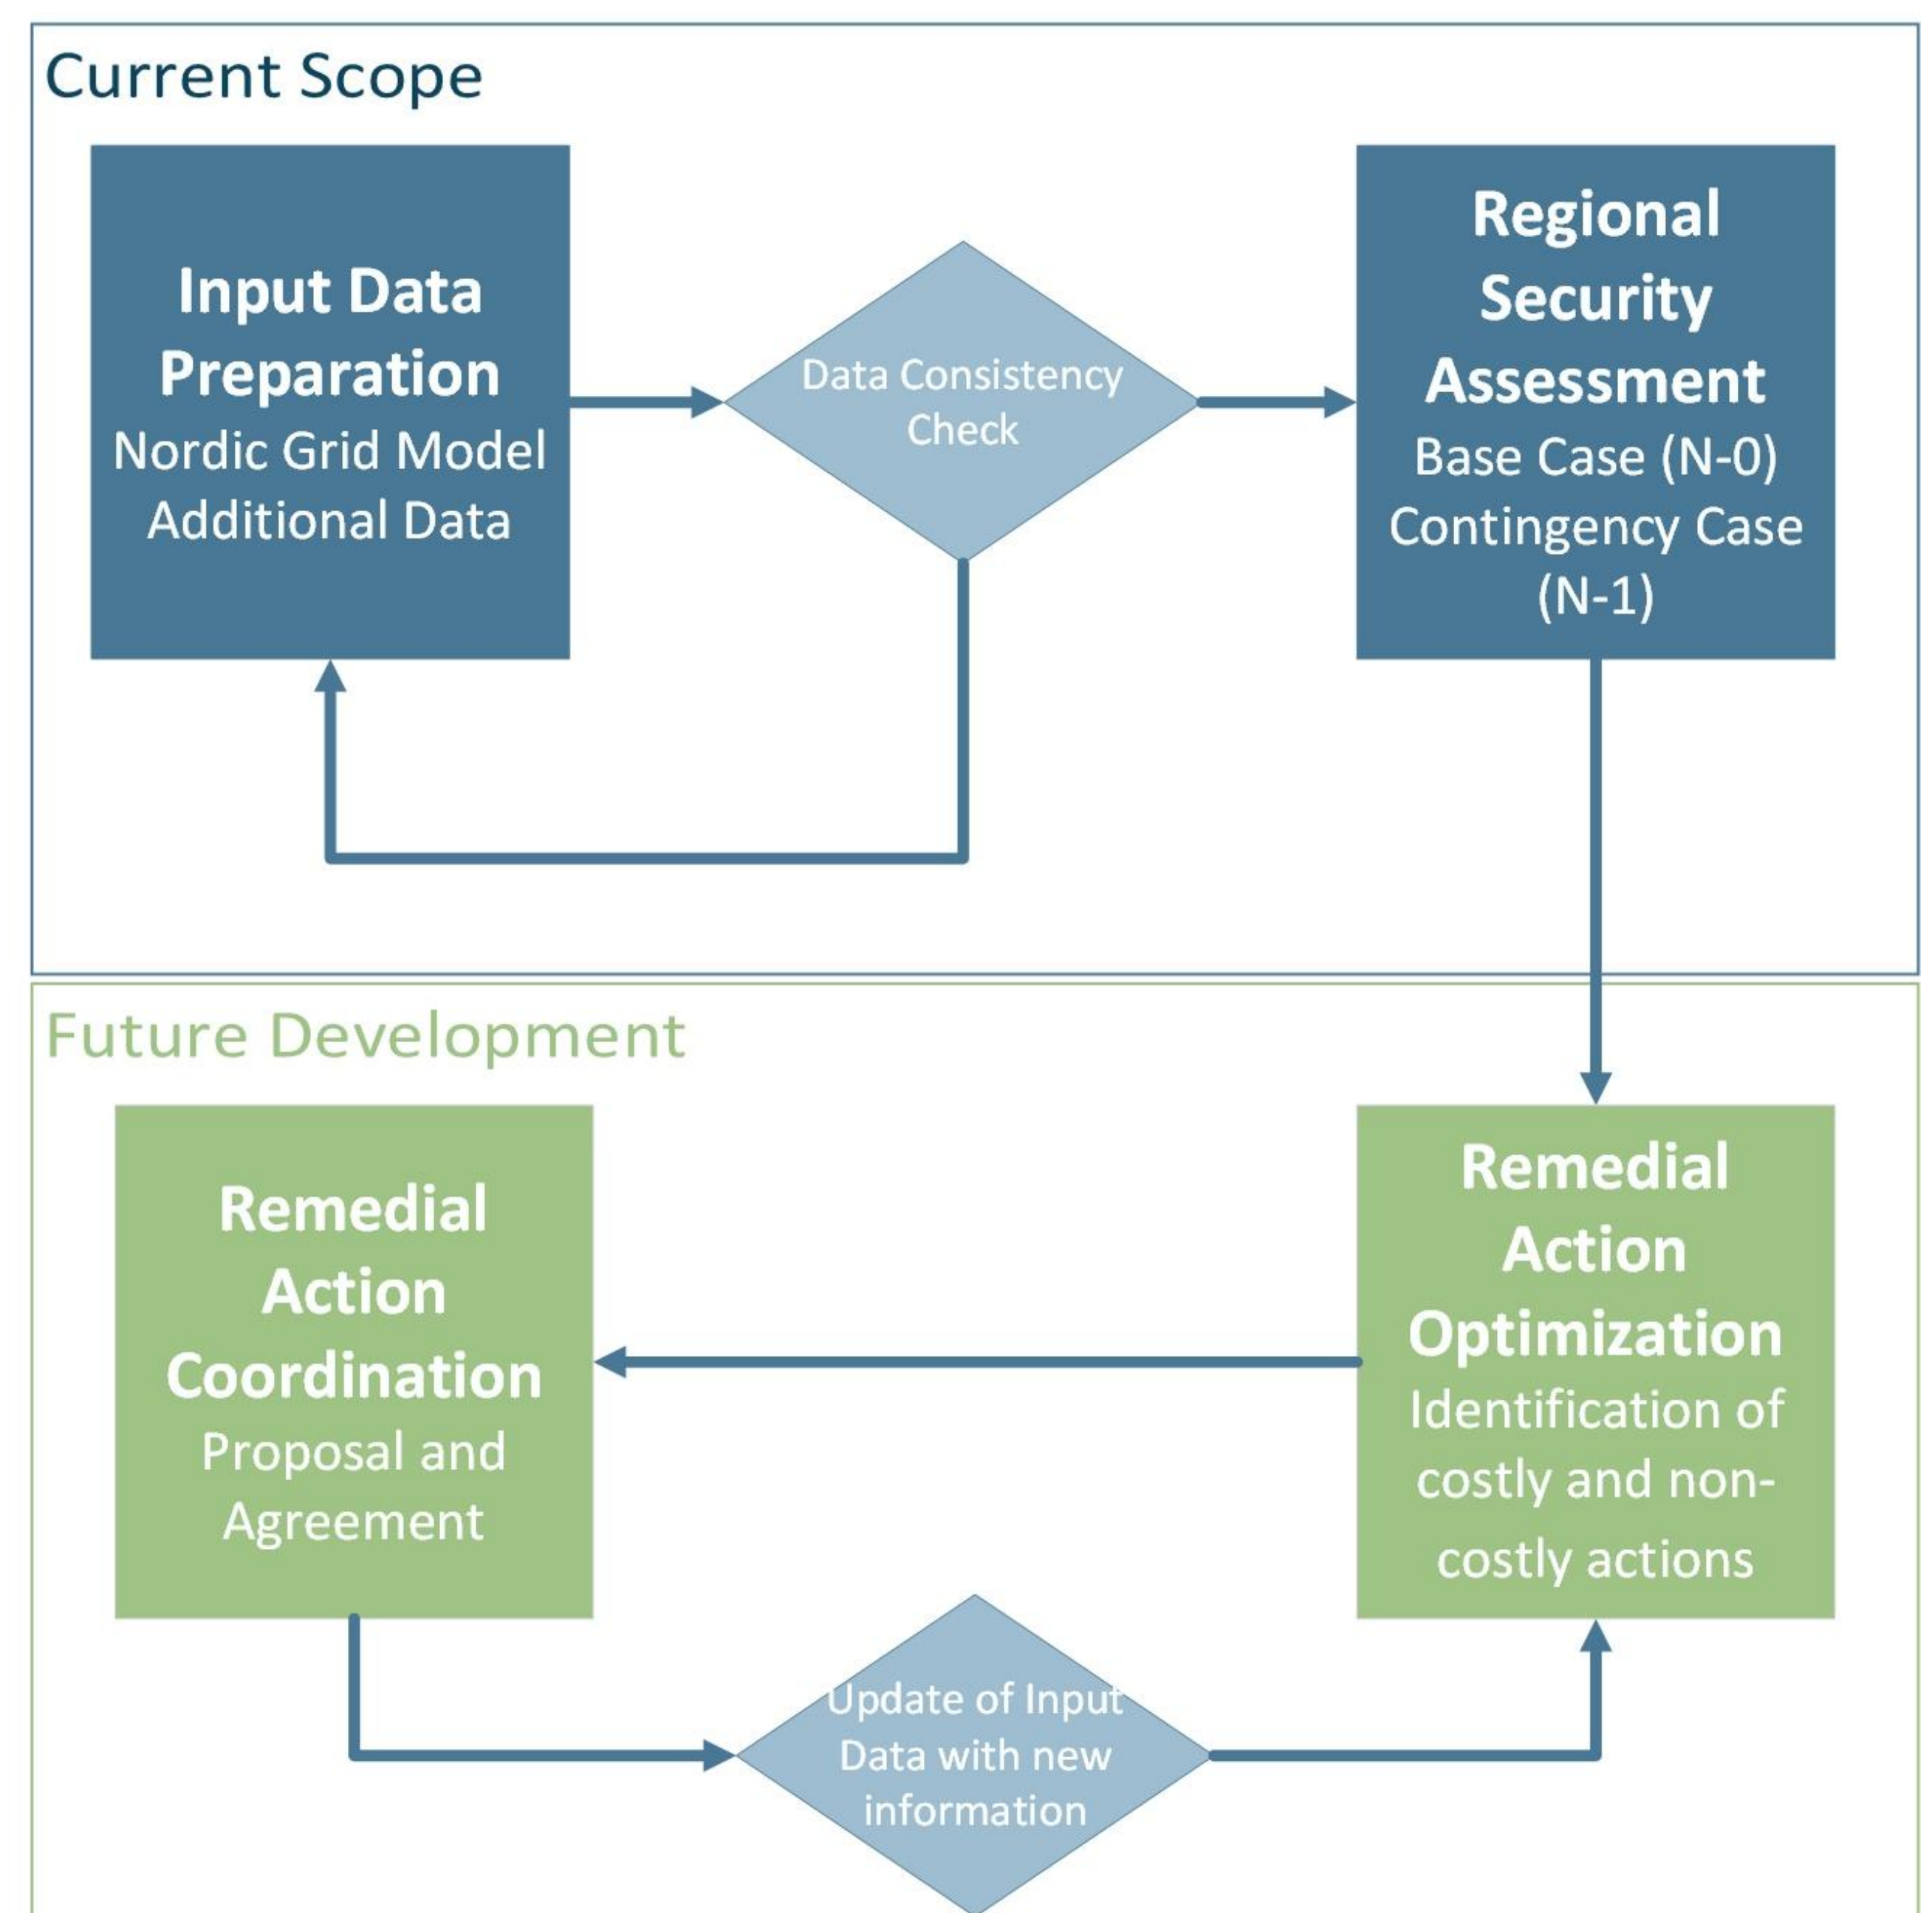 Current Scope
Input Data
Preparation
Nordic Grid Model
Additional Data
Data Consistency
Check
Regional
Security
Assessment
Base Case (N-0)
Contingency Case
(N-1)
Future Development
Remedial
Action
Coordination
Proposal and
Agreement
Update of Input
Data with new
information
Remedial
Action
Optimization
Identification of
costly and non-
costly actions